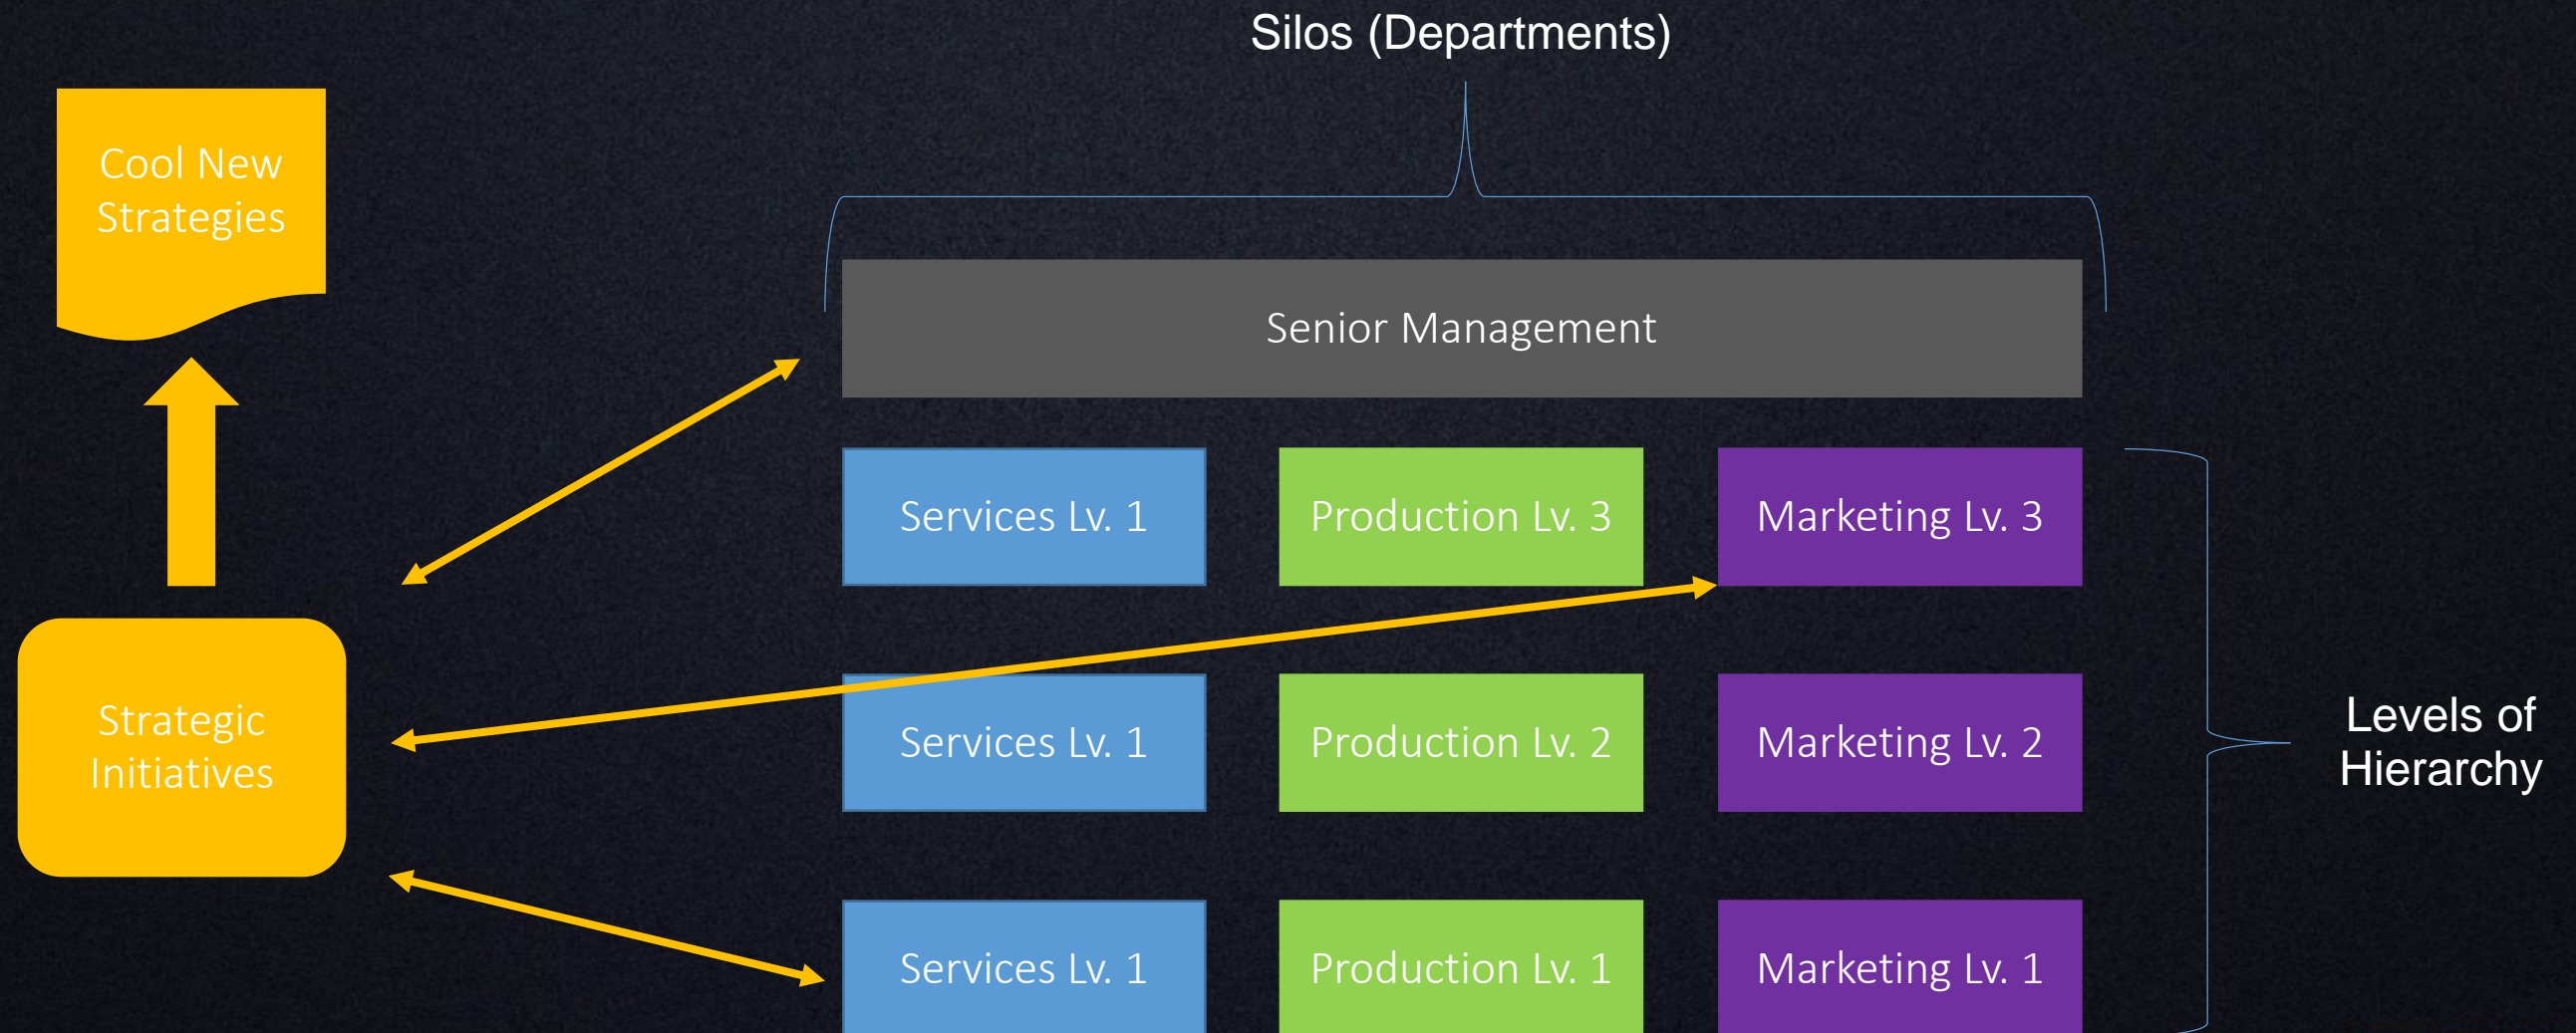 Silos (Departments)
Cool New
Strategies
Senior Management
Services Lv. 1
Production Lv. 3
Marketing Lv. 3
Strategic
Initiatives
Services Lv. 1
Production Lv. 2
Marketing Lv. 2
Levels of
Hierarchy
Services Lv. 1
Production Lv. 1
Marketing Lv. 1